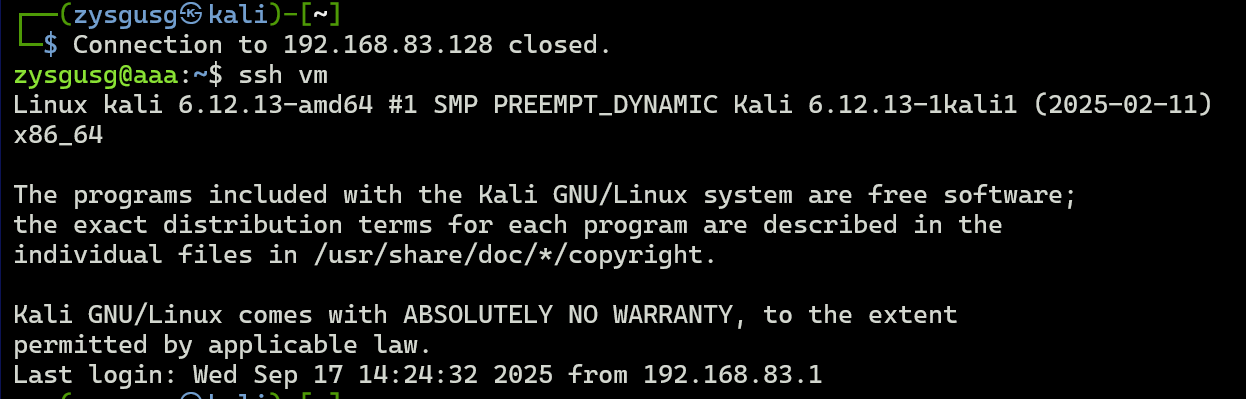 ┌──(zysgusg㉿kali)-[~]
└─$ Connection to 192.168.83.128 closed.
zysgusg@aaa:~$ ssh vm
Linux kali 6.12.13-amd64 #1 SMP PREEMPT_DYNAMIC Kali 6.12.13-1kali1 (2025-02-11)
x86_64

The programs included with the Kali GNU/Linux system are free software;
the exact distribution terms for each program are described in the
individual files in /usr/share/doc/*/copyright.

Kali GNU/Linux comes with ABSOLUTELY NO WARRANTY, to the extent
permitted by applicable law.
Last login: Wed Sep 17 14:24:32 2025 from 192.168.83.1